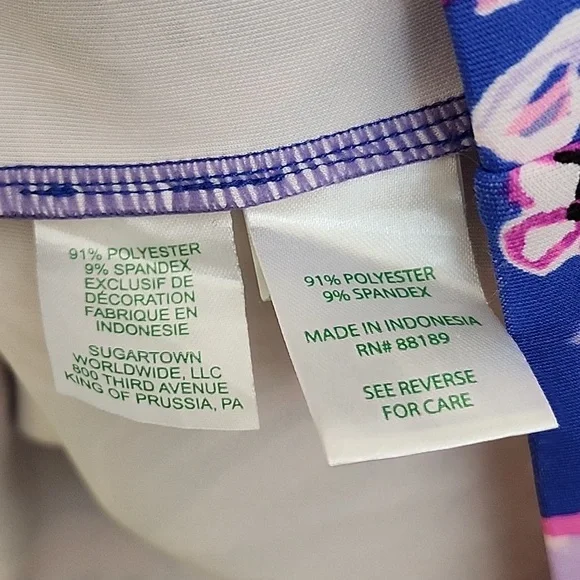 91% POLYESTER
9% SPANDEX
EXCLUSIF DE
DÉCORATION
FABRIQUE EN
INDONESIE
SUGARTOWN
WORLDWIDE, LLC
800 THIRD AVENUE
KING OF PRUSSIA, PA
91% POLYESTER
9% SPANDEX
MADE IN INDONESIA
RN# 88189
SEE REVERSE
FOR CARE